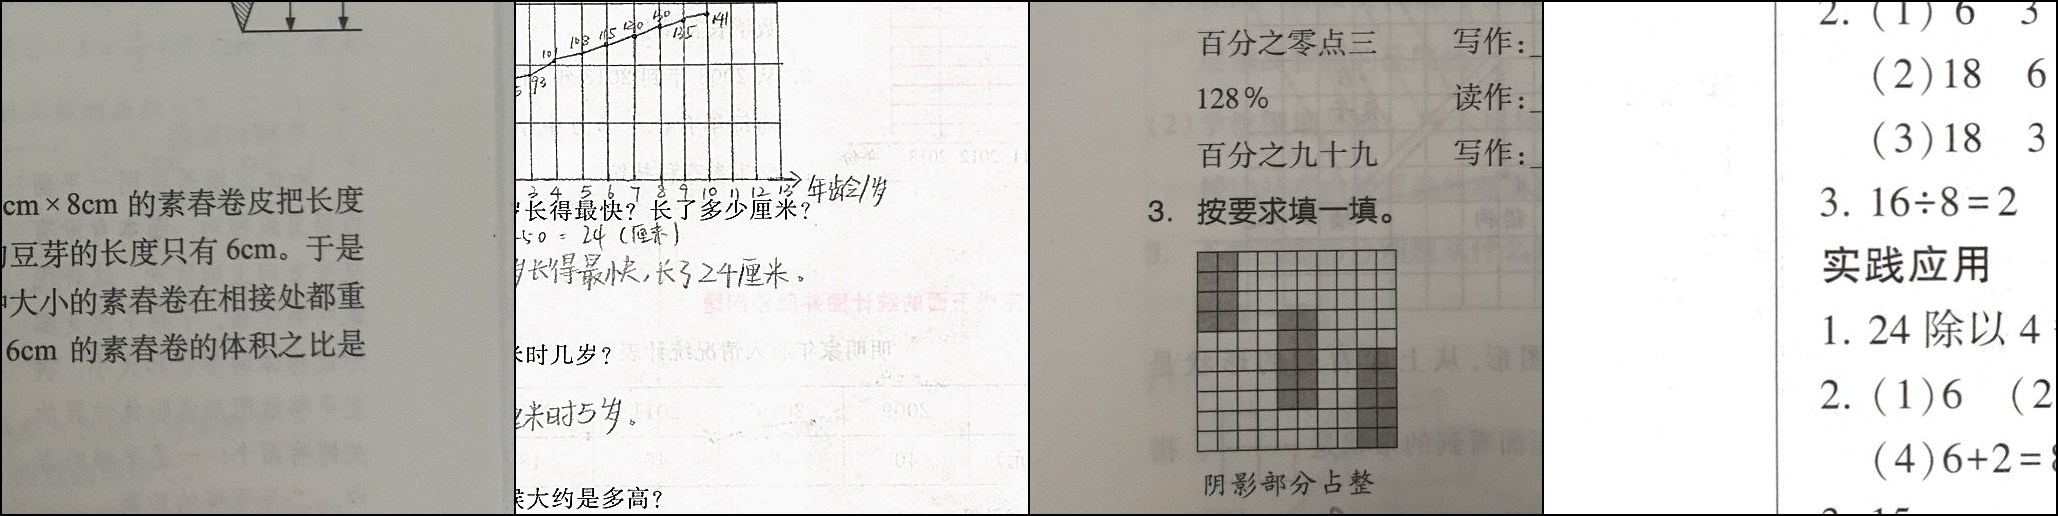 cm×8cm 的素春卷皮把长度
豆芽的长度只有 6cm。于是
大小的素春卷在相接处都重
6cm 的素春卷的体积之比是
93 101 108 115 120 130 135 141
3 4 5 6 7 8 9 10 11 12 13 年龄/岁
长得最快？长了多少厘米？
-50 = 24 (厘米)
岁长得最快,长了24厘米。
米时几岁？
米时5岁。
大约是多高？
百分之零点三 写作：
128% 读作：
百分之九十九 写作：
3. 按要求填一填。
阴影部分占整
2. (1) 6 3
(2) 18 6
(3) 18 3
3. 16÷8=2
实践应用
1. 24 除以 4
2. (1)6 (2
(4)6+2=